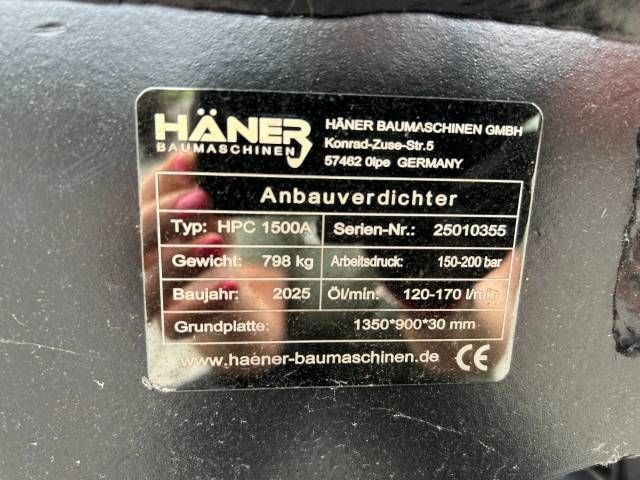 HÄNER
BAUMASCHINEN
HÄNER BAUMASCHINEN GMBH
Konrad-Zuse-Str.5
57462 Olpe GERMANY
Anbauverdichter
Typ: HPC 1500A Serien-Nr.: 25010355
Gewicht: 798 kg Arbeitsdruck: 150-200 bar
Baujahr: 2025 Öl/min: 120-170 l/min
Grundplatte: 1350*900*30 mm
www.haener-baumaschinen.de CE